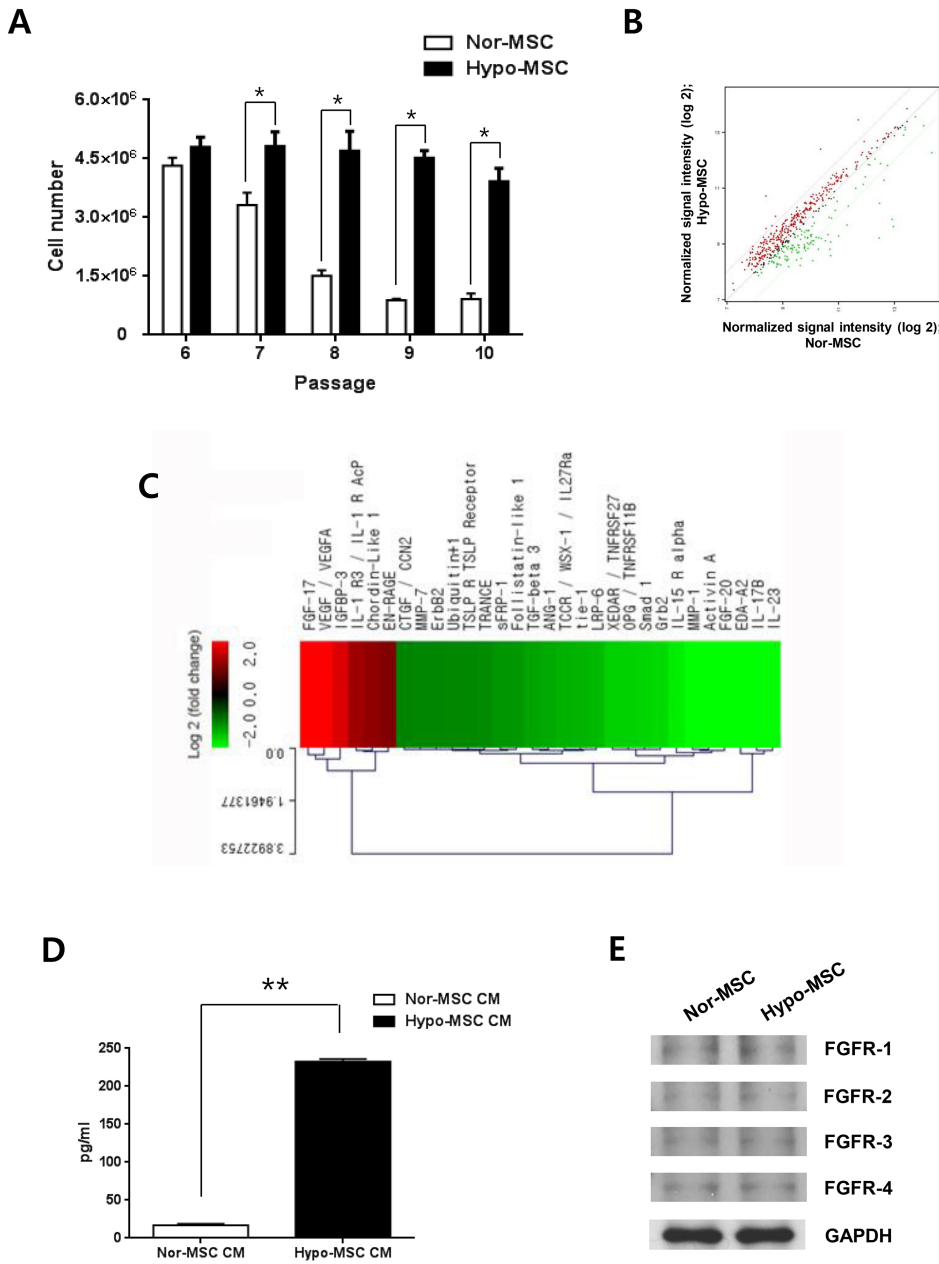 A
Nor-MSC
Hypo-MSC
6.0×10⁶
4.5×10⁶
3.0×10⁶
1.5×10⁶
0
Cell number
*
*
*
*
6 7 8 9 10
Passage
B
Normalized signal intensity (log 2);
Hypo-MSC
7
11
Normalized signal intensity (log 2);
Nor-MSC
C
FGF-17
VEGF / VEGFA
IGFBP-3
IL-1 R3 / IL-1 R AcP
Chordin-Like 1
EN-RAGE
CTGF / CCN2
MMP-7
ErbB2
Ubiquitin+1
TSLP R TSLP Receptor
TRANCE
sFRP-1
Follistatin-like 1
TGF-beta 3
ANG-1
TCCR / WSX-1 / IL27Ra
tie-1
LRP-6
XEDAR / TNFRSF27
OPG / TNFRSF11B
Smad 1
Grb2
IL-15 R alpha
MMP-1
Activin A
FGF-20
EDA-A2
IL-17B
IL-23
Log 2 (fold change)
-2.0 0.0 2.0
0.0
1.9461377
3.8922753
D
**
Nor-MSC CM
Hypo-MSC CM
250
200
150
100
50
0
pg/ml
Nor-MSC CM Hypo-MSC CM
E
Nor-MSC Hypo-MSC
FGFR-1
FGFR-2
FGFR-3
FGFR-4
GAPDH